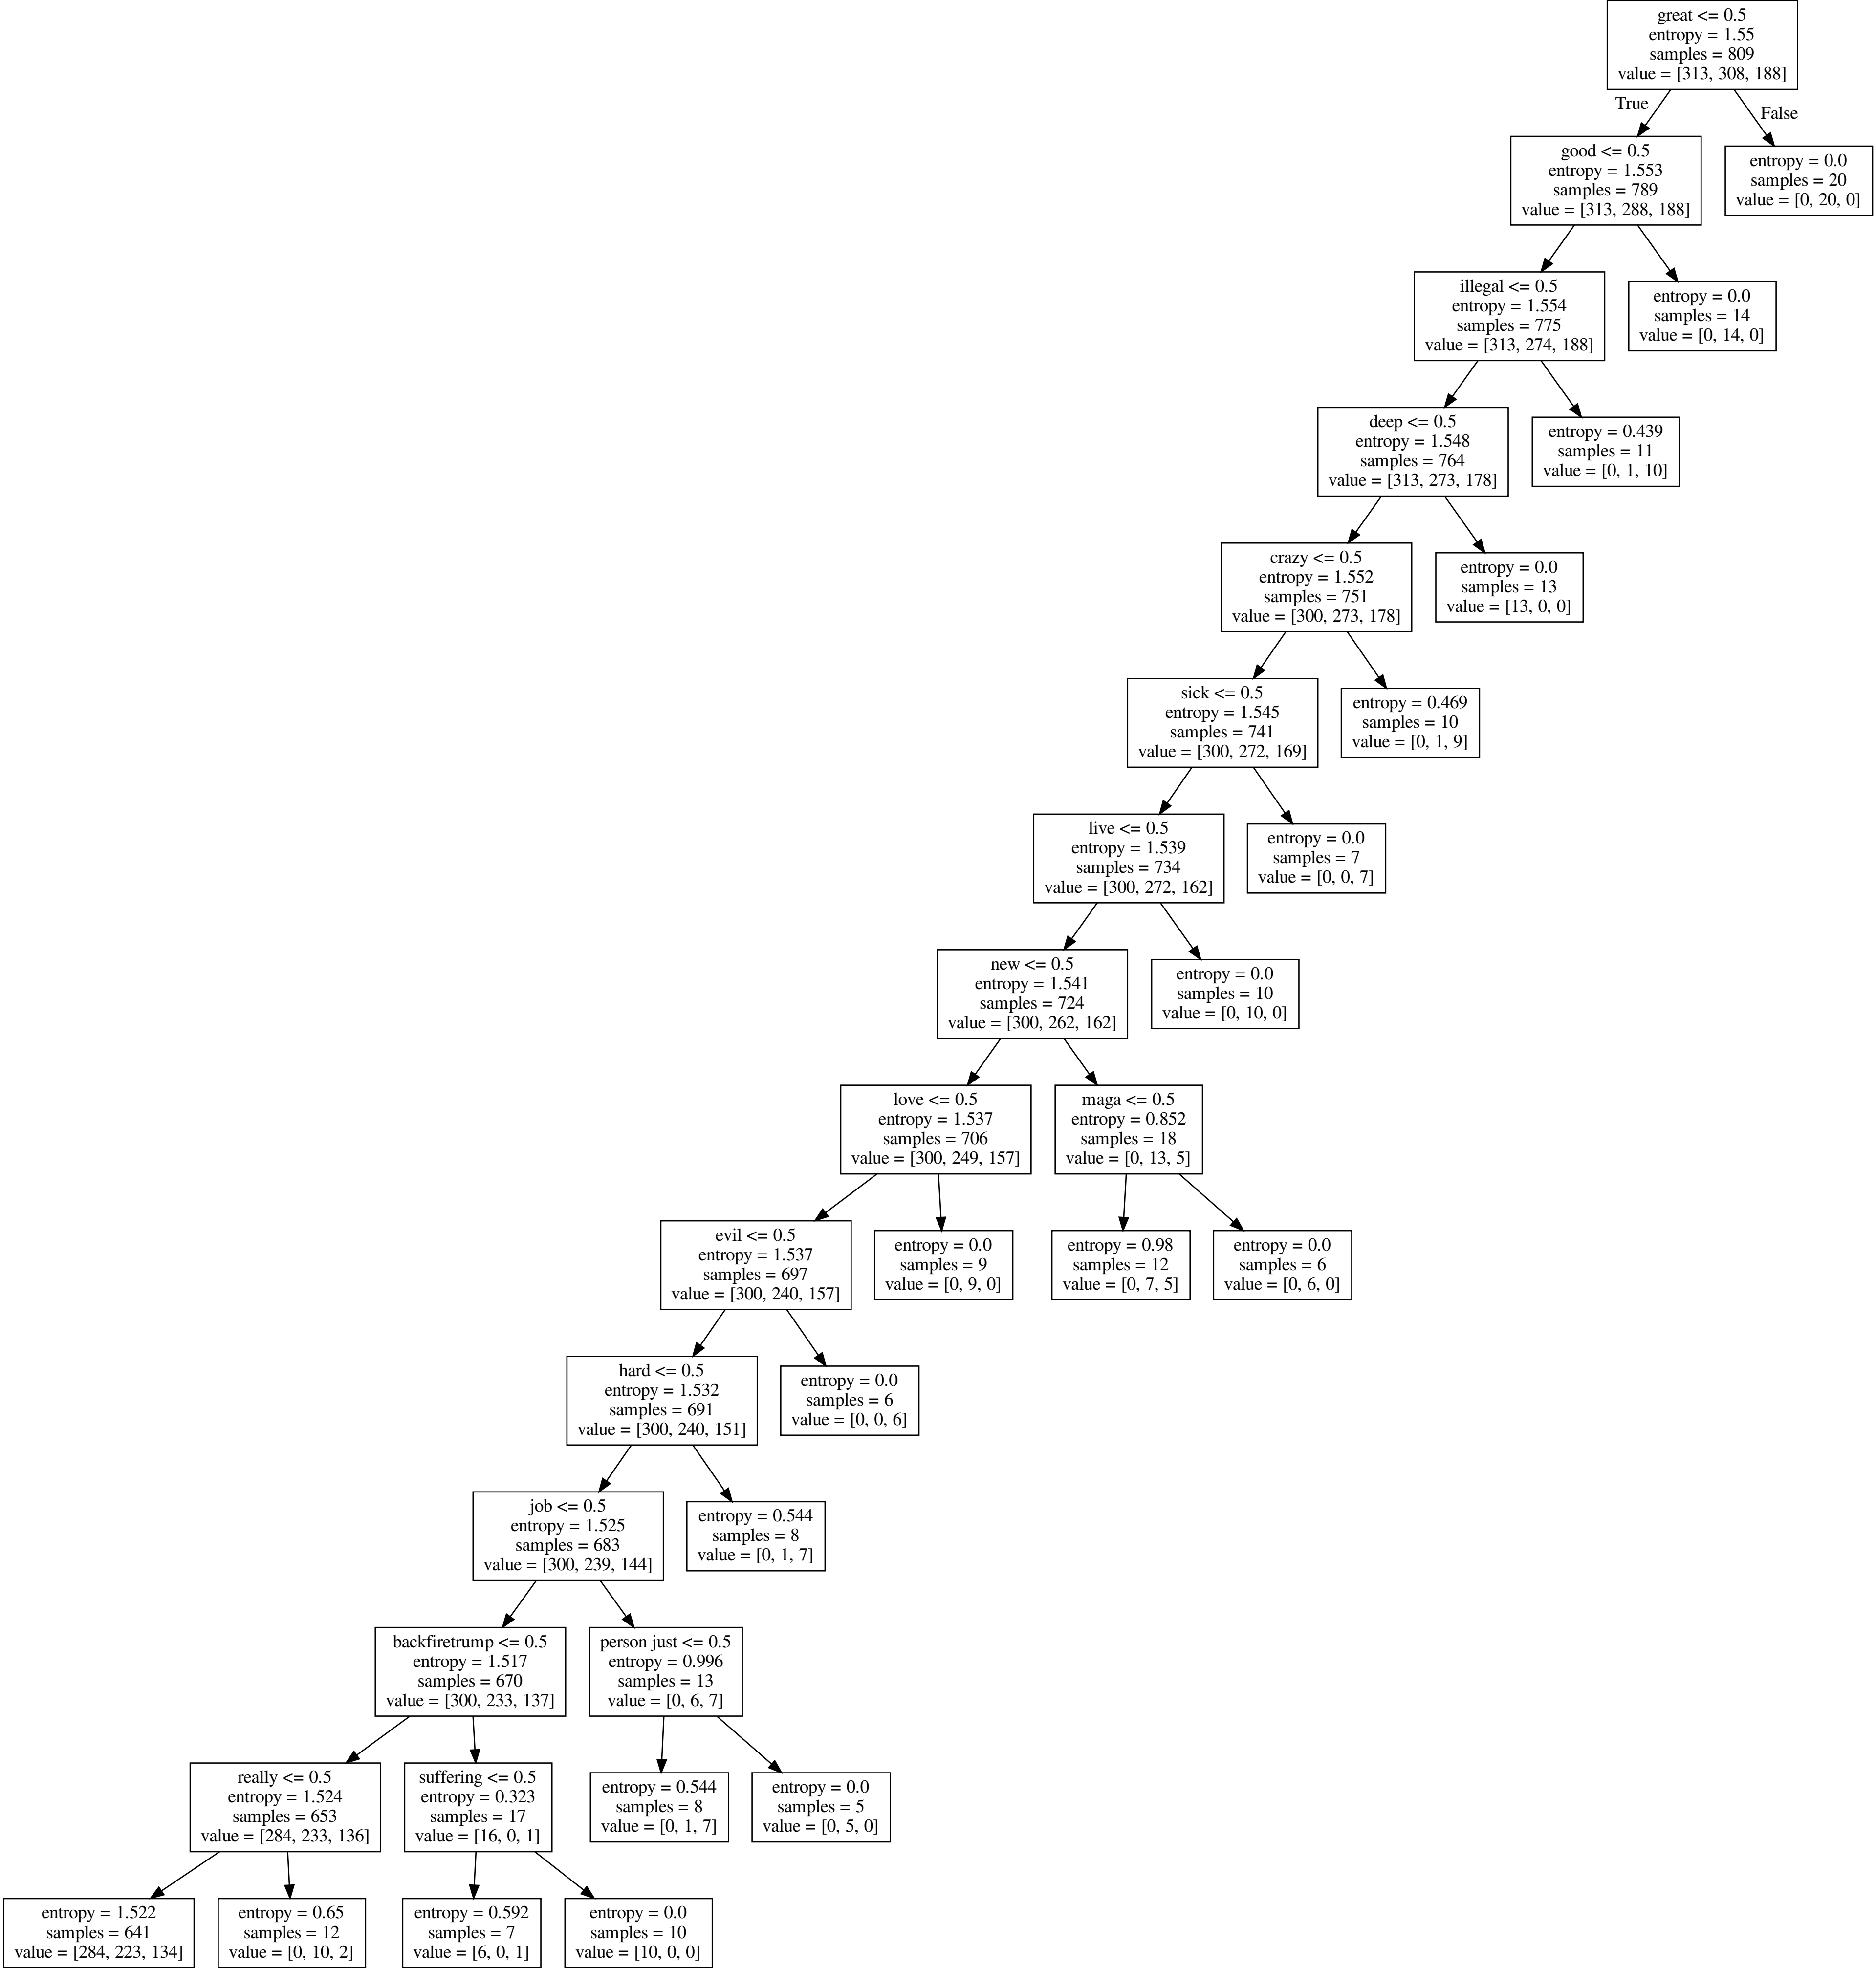 great <= 0.5
entropy = 1.55
samples = 809
value = [313, 308, 188]
True
False
good <= 0.5
entropy = 1.553
samples = 789
value = [313, 288, 188]
entropy = 0.0
samples = 20
value = [0, 20, 0]
illegal <= 0.5
entropy = 1.554
samples = 775
value = [313, 274, 188]
entropy = 0.0
samples = 14
value = [0, 14, 0]
deep <= 0.5
entropy = 1.548
samples = 764
value = [313, 273, 178]
entropy = 0.439
samples = 11
value = [0, 1, 10]
crazy <= 0.5
entropy = 1.552
samples = 751
value = [300, 273, 178]
entropy = 0.0
samples = 13
value = [13, 0, 0]
sick <= 0.5
entropy = 1.545
samples = 741
value = [300, 272, 169]
entropy = 0.469
samples = 10
value = [0, 1, 9]
live <= 0.5
entropy = 1.539
samples = 734
value = [300, 272, 162]
entropy = 0.0
samples = 7
value = [0, 0, 7]
new <= 0.5
entropy = 1.541
samples = 724
value = [300, 262, 162]
entropy = 0.0
samples = 10
value = [0, 10, 0]
love <= 0.5
entropy = 1.537
samples = 706
value = [300, 249, 157]
maga <= 0.5
entropy = 0.852
samples = 18
value = [0, 13, 5]
evil <= 0.5
entropy = 1.537
samples = 697
value = [300, 240, 157]
entropy = 0.0
samples = 9
value = [0, 9, 0]
entropy = 0.98
samples = 12
value = [0, 7, 5]
entropy = 0.0
samples = 6
value = [0, 6, 0]
hard <= 0.5
entropy = 1.532
samples = 691
value = [300, 240, 151]
entropy = 0.0
samples = 6
value = [0, 0, 6]
job <= 0.5
entropy = 1.525
samples = 683
value = [300, 239, 144]
entropy = 0.544
samples = 8
value = [0, 1, 7]
backfiretrump <= 0.5
entropy = 1.517
samples = 670
value = [300, 233, 137]
person just <= 0.5
entropy = 0.996
samples = 13
value = [0, 6, 7]
really <= 0.5
entropy = 1.524
samples = 653
value = [284, 233, 136]
suffering <= 0.5
entropy = 0.323
samples = 17
value = [16, 0, 1]
entropy = 0.544
samples = 8
value = [0, 1, 7]
entropy = 0.0
samples = 5
value = [0, 5, 0]
entropy = 1.522
samples = 641
value = [284, 223, 134]
entropy = 0.65
samples = 12
value = [0, 10, 2]
entropy = 0.592
samples = 7
value = [6, 0, 1]
entropy = 0.0
samples = 10
value = [10, 0, 0]